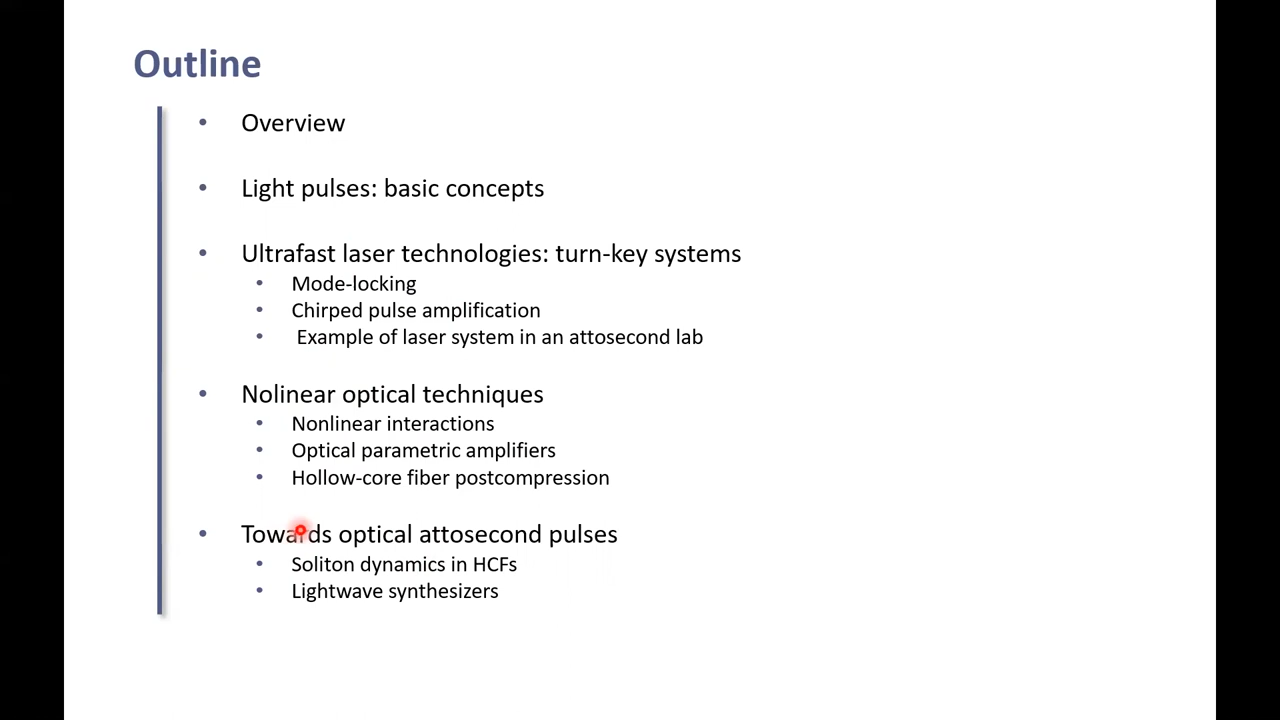 Outline
• Overview
• Light pulses: basic concepts
• Ultrafast laser technologies: turn-key systems
• Mode-locking
• Chirped pulse amplification
• Example of laser system in an attosecond lab
• Nolinear optical techniques
• Nonlinear interactions
• Optical parametric amplifiers
• Hollow-core fiber postcompression
• Towards optical attosecond pulses
• Soliton dynamics in HCFs
• Lightwave synthesizers